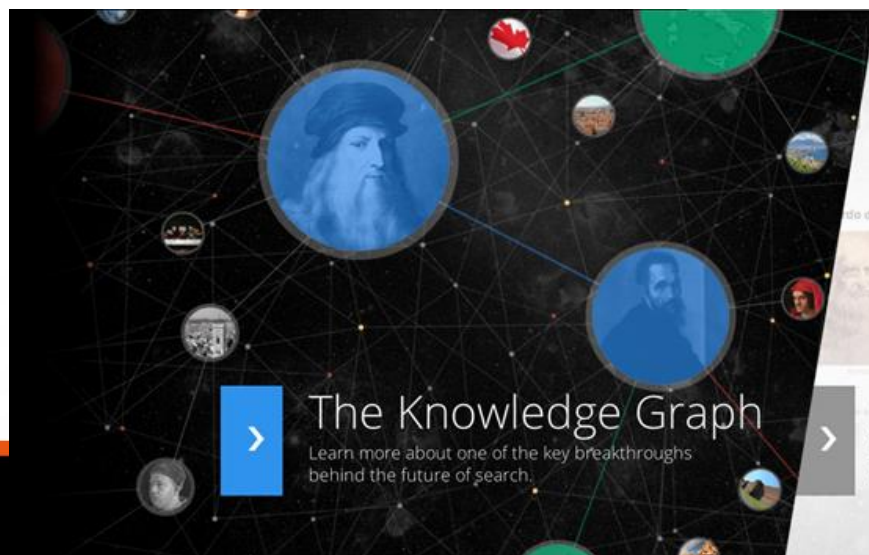 The Knowledge Graph
Learn more about one of the key breakthroughs
behind the future of search.